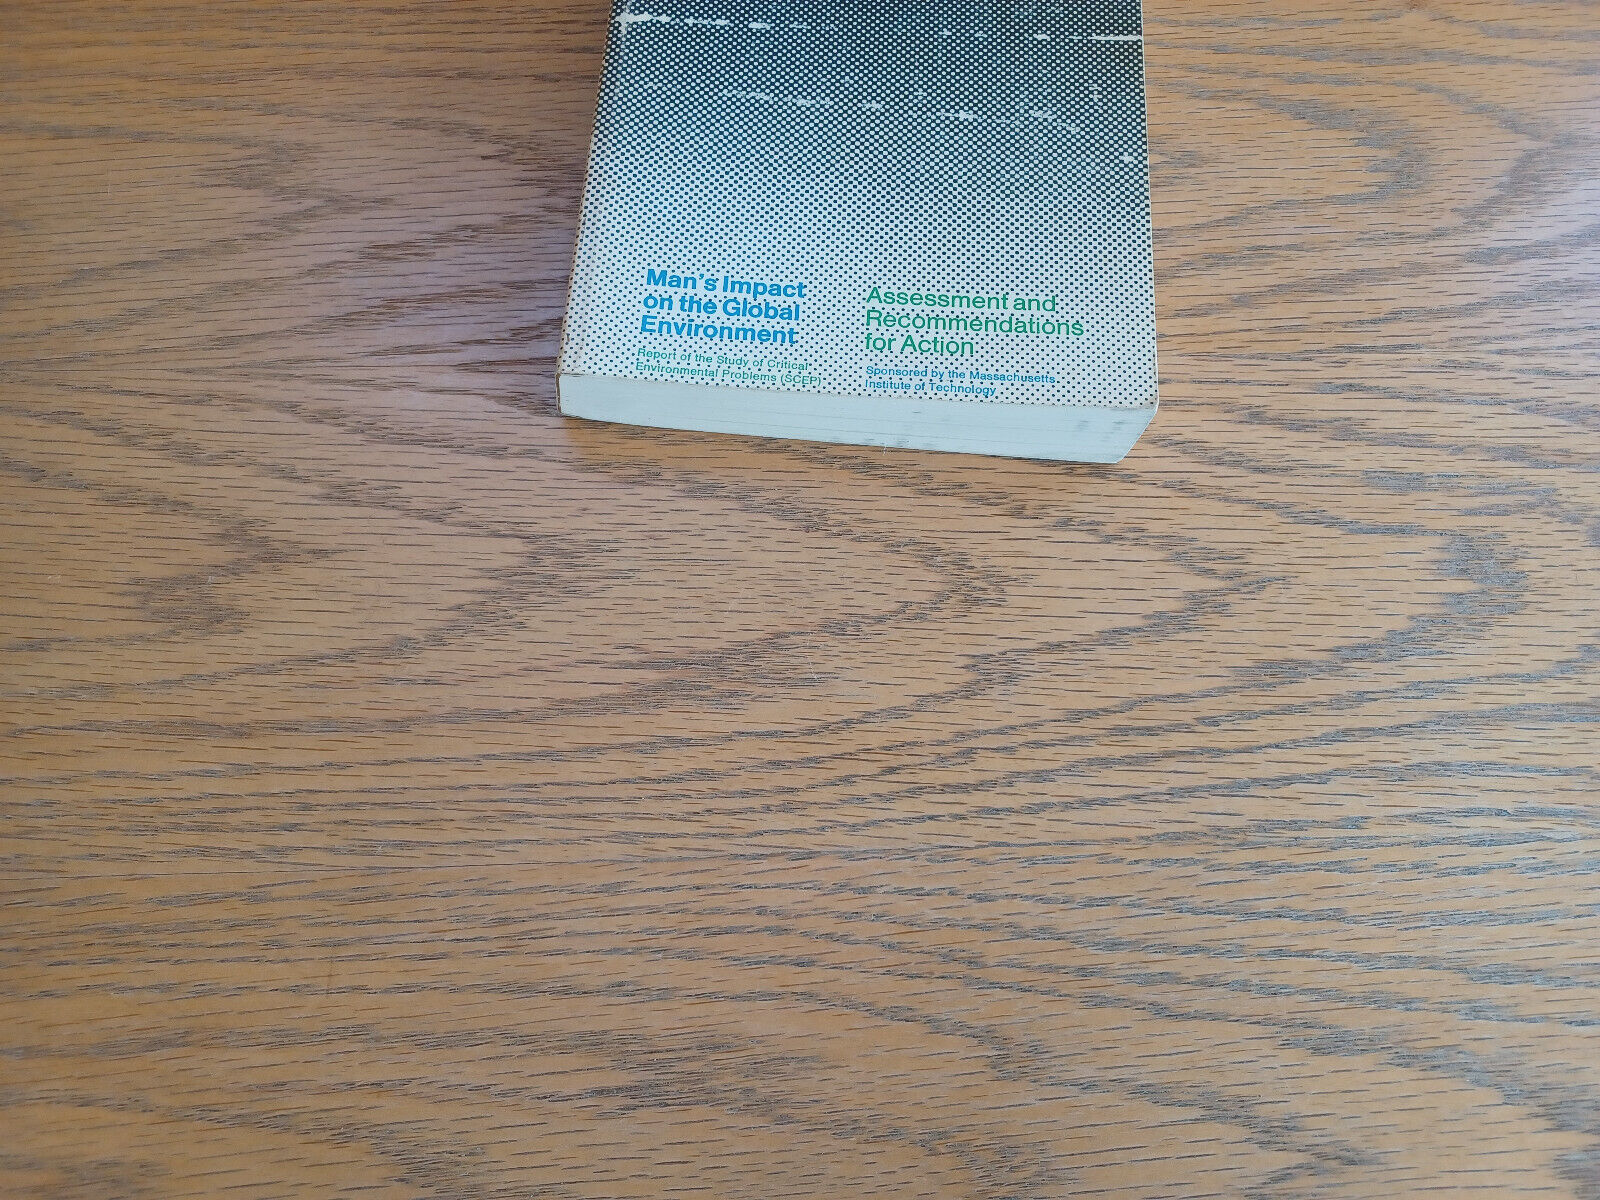 Man's Impact
on the Global
Environment
Report of the Study of Critical
Environmental Problems (SCEP)
Assessment and
Recommendations
for Action
Sponsored by the Massachusetts
Institute of Technology